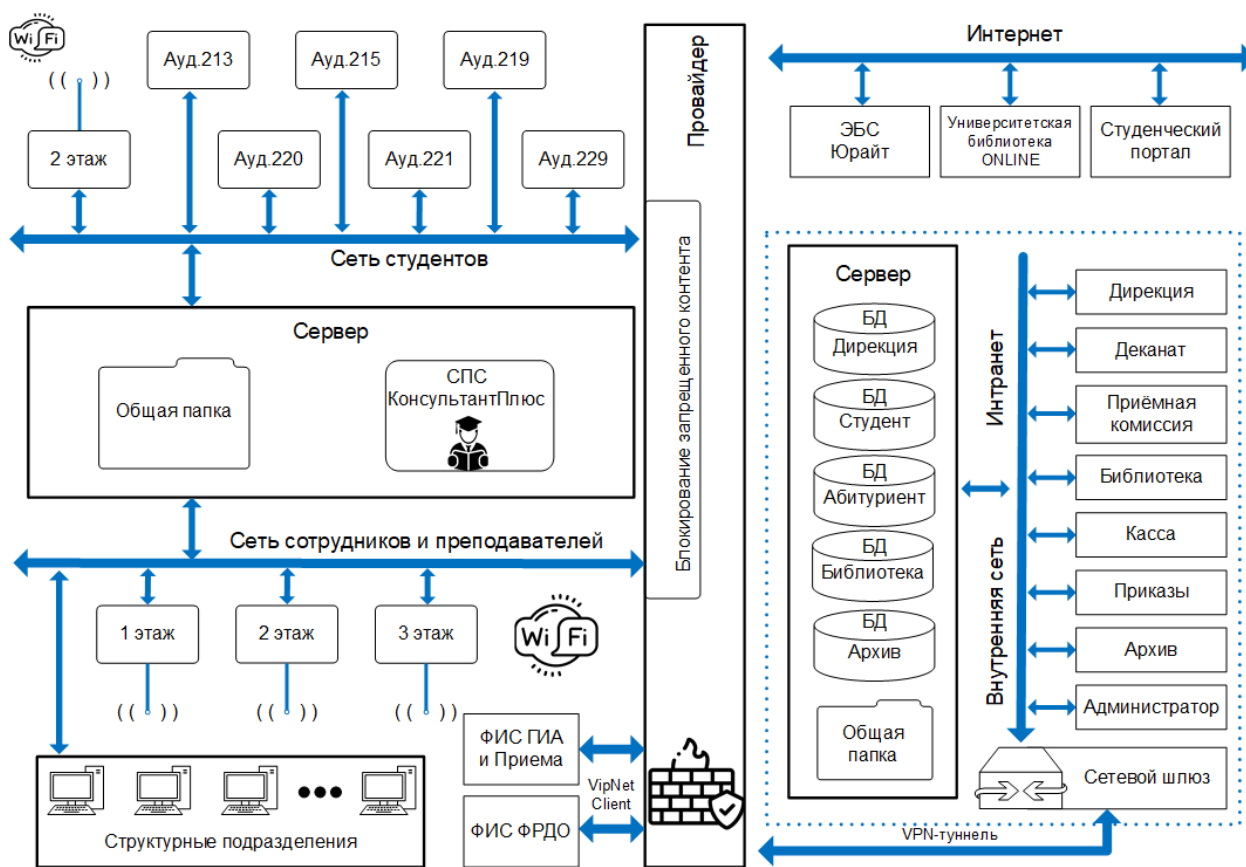 Wi Fi
Ауд.213
Ауд.215
Ауд.219
2 этаж
Ауд.220
Ауд.221
Ауд.229
Сеть студентов
Сервер
Общая папка
СПС
КонсультантПлюс
Сеть сотрудников и преподавателей
1 этаж
2 этаж
3 этаж
Wi Fi
Структурные подразделения
ФИС ГИА
и Приема
VipNet
Client
ФИС ФРДО
Провайдер
Блокирование запрещенного контента
Интернет
ЭБС
Юрайт
Университетская
библиотека
ONLINE
Студенческий
портал
Сервер
БД
Дирекция
БД
Студент
БД
Абитуриент
БД
Библиотека
БД
Архив
Общая
папка
Интранет
Внутренняя сеть
Дирекция
Деканат
Приёмная
комиссия
Библиотека
Касса
Приказы
Архив
Администратор
Сетевой шлюз
VPN-туннель